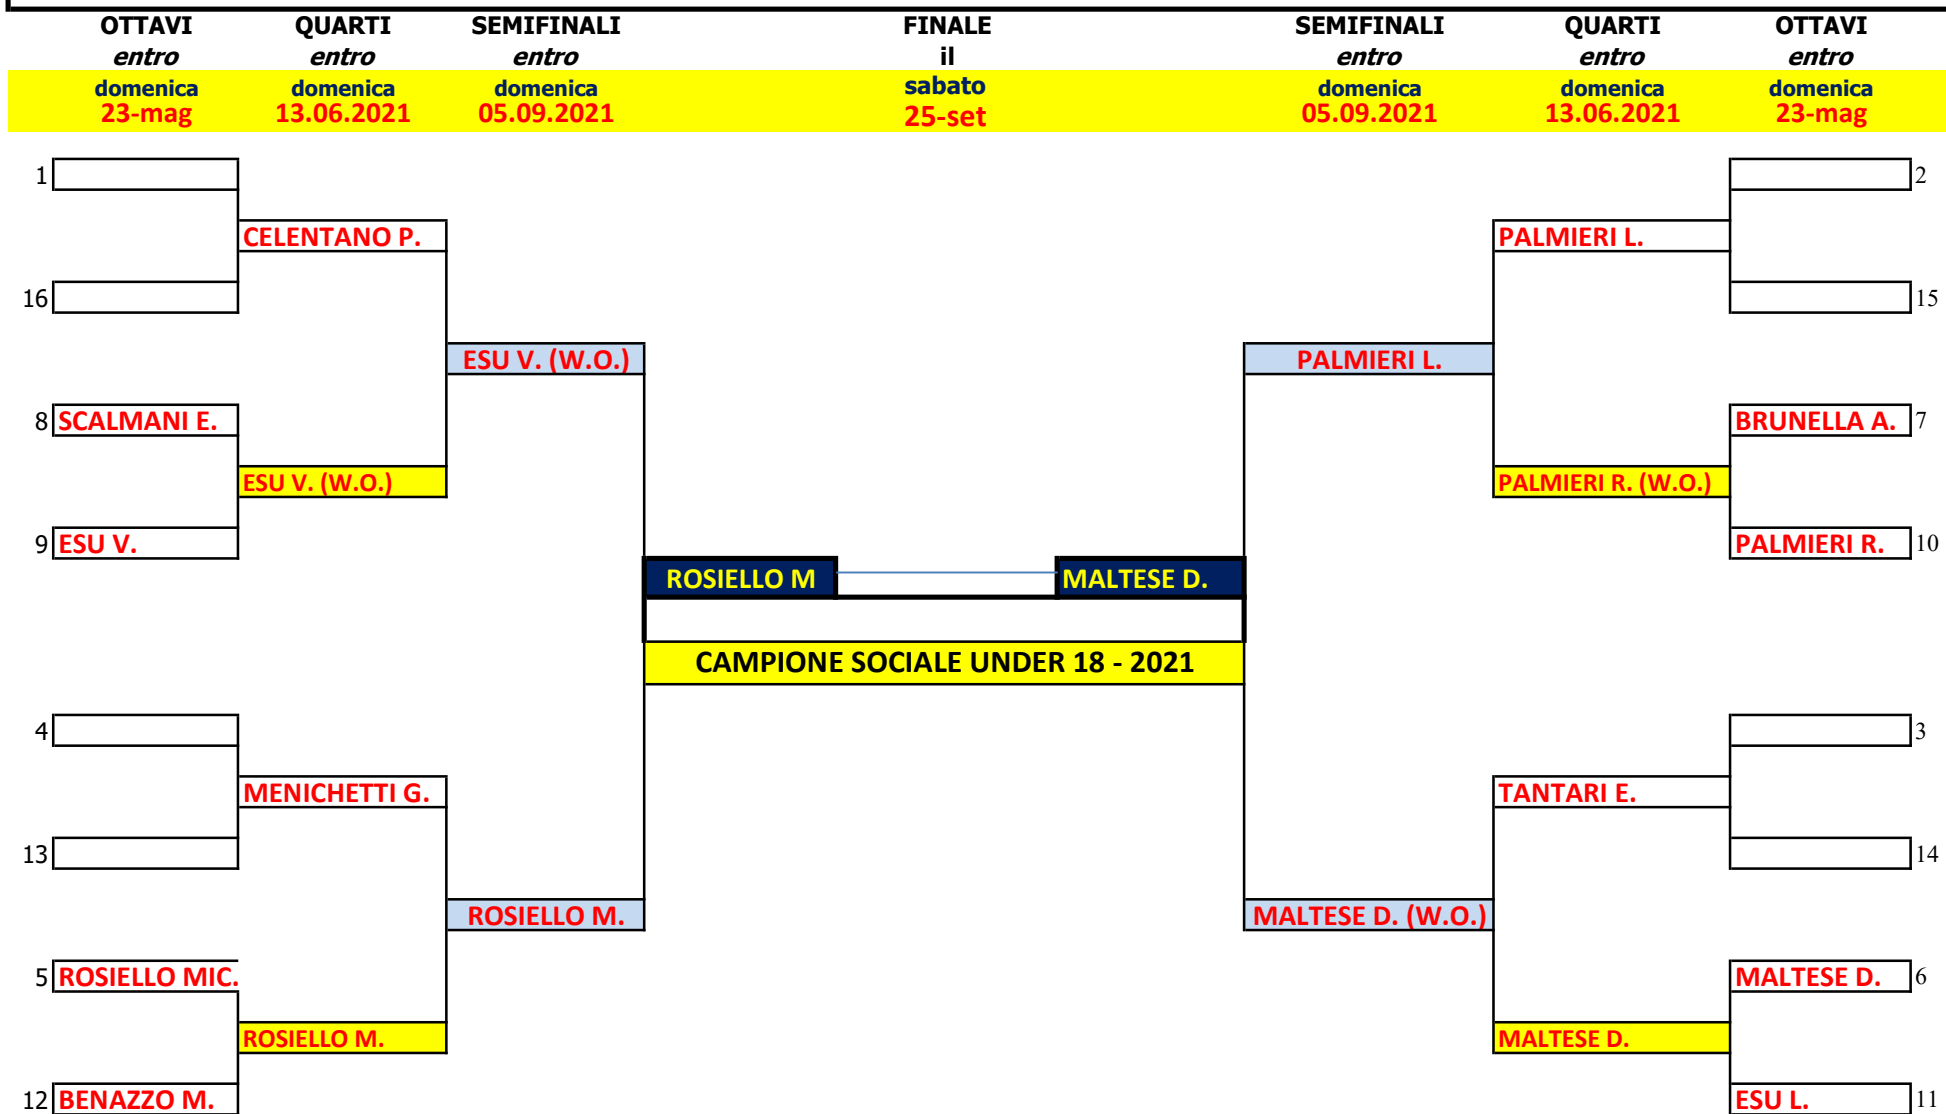 OTTAVI QUARTI SEMIFINALI FINALE SEMIFINALI QUARTI OTTAVI
entro entro entro il entro entro entro
domenica domenica domenica sabato domenica domenica domenica
23-mag 13.06.2021 05.09.2021 25-set 05.09.2021 13.06.2021 23-mag
1 2
CELENTANO P. PALMIERI L.
16 15
ESU V. (W.O.) PALMIERI L.
8 SCALMANI E. BRUNELLA A. 7
ESU V. (W.O.) PALMIERI R. (W.O.)
9 ESU V. PALMIERI R. 10
ROSIELLO M MALTESE D.
CAMPIONE SOCIALE UNDER 18 - 2021
4 3
MENICHETTI G. TANTARI E.
13 14
ROSIELLO M. MALTESE D. (W.O.)
5 ROSIELLO MIC. MALTESE D. 6
ROSIELLO M. MALTESE D.
12 BENAZZO M. ESU L. 11